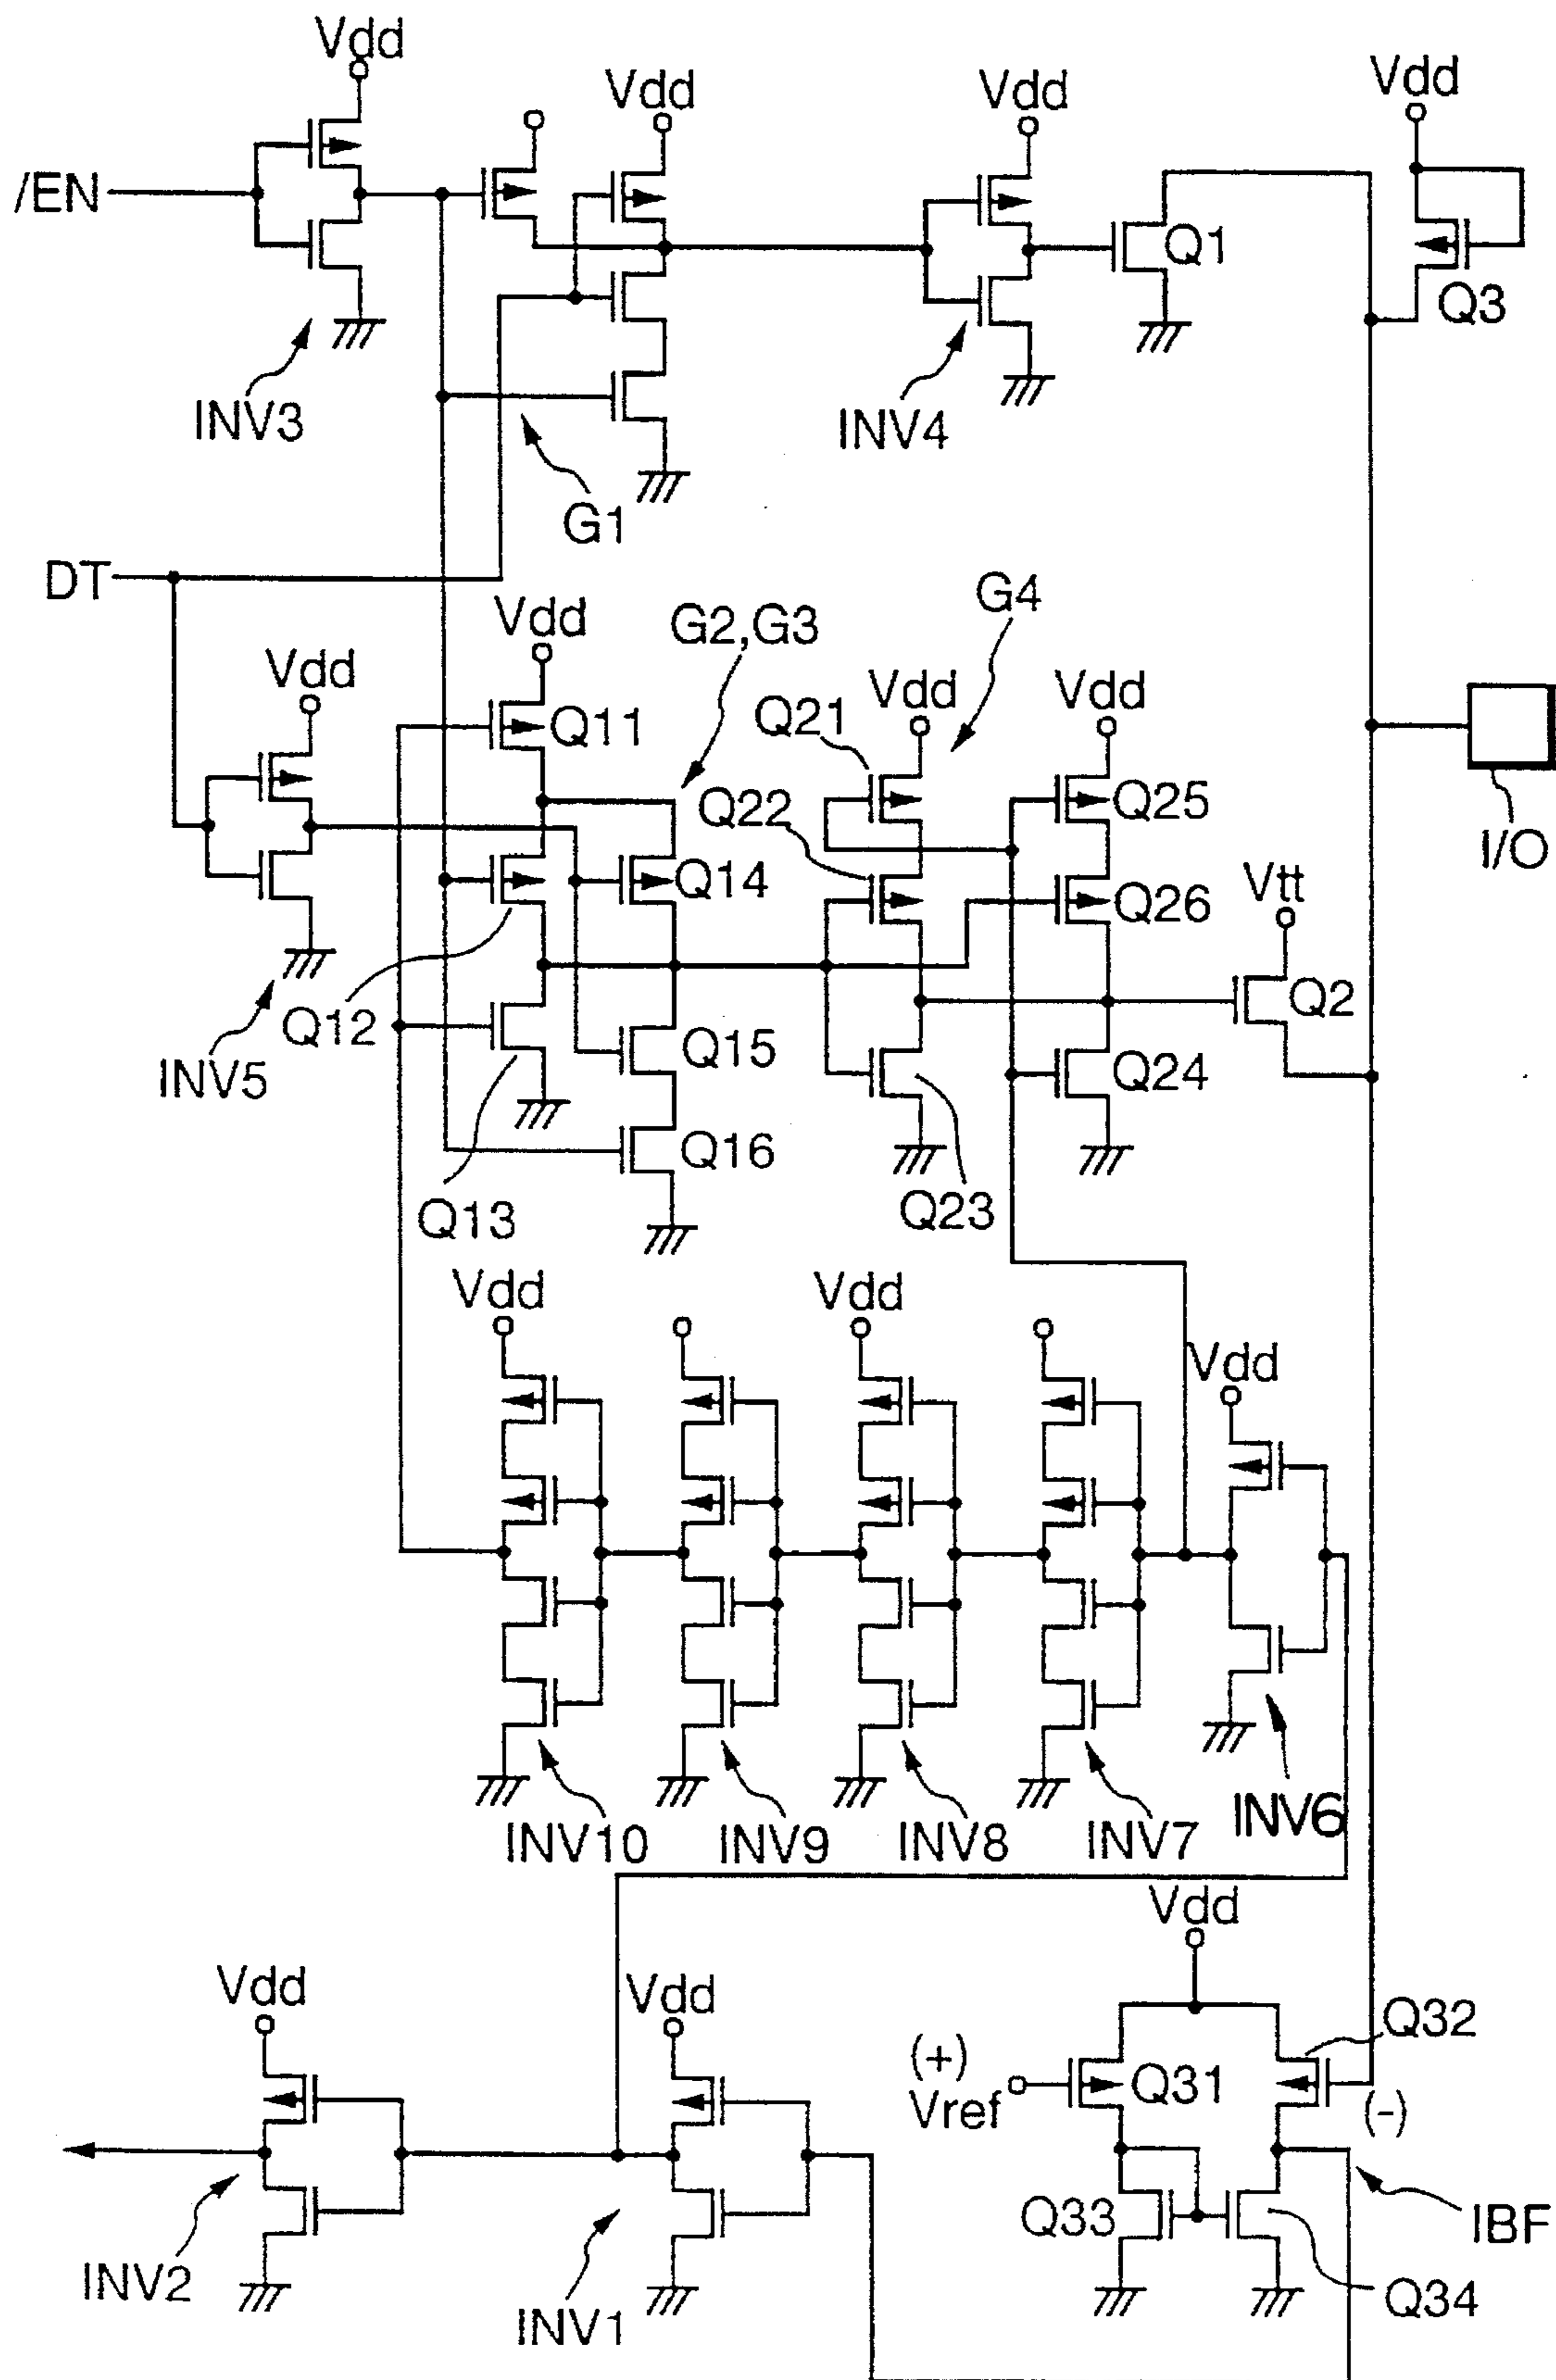 Vdd
Vdd
Vdd
Vdd
/EN
Q1
Q3
INV3
INV4
G1
DT
G4
G2,G3
Vdd
Vdd
Q11
Q21
Vdd
Vdd
Q22
Q25
I/O
Q14
Vtt
Q26
Q12
Q2
INV5
Q15
Q24
Q16
Q13
Q23
Vdd
Vdd
Vdd
INV10
INV9
INV8
INV7
INV6
Vdd
Vdd
Vdd
Q32
(+)
Vref
Q31
(-)
Q33
IBF
INV2
INV1
Q34